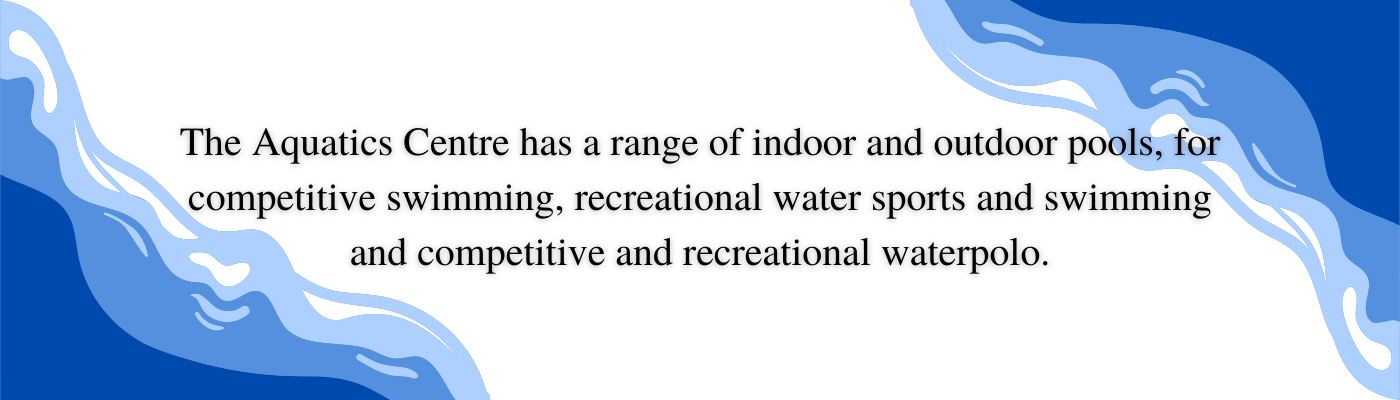 The Aquatics Centre has a range of indoor and outdoor pools, for
competitive swimming, recreational water sports and swimming
and competitive and recreational waterpolo.